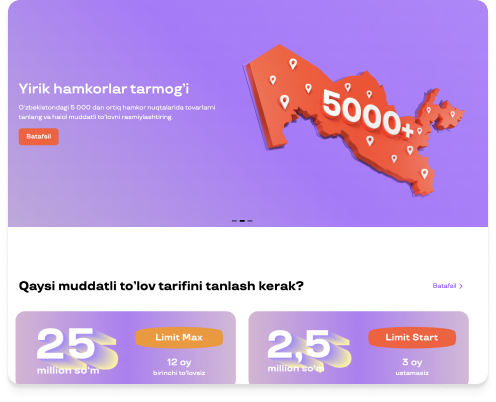 Yirik hamkorlar tarmog'i
O'zbekistondagi 5 000 dan ortiq hamkor nuqtalarida tovarlarni
tanlang va halol muddatli to'lovni rasmiylashtiring.
Batafsil
5000+
Qaysi muddatli to'lov tarifini tanlash kerak?
Batafsil
25
million so'm
Limit Max
12 oy
birinchi to'lovsiz
2,5
million so'm
Limit Start
3 oy
ustamasiz